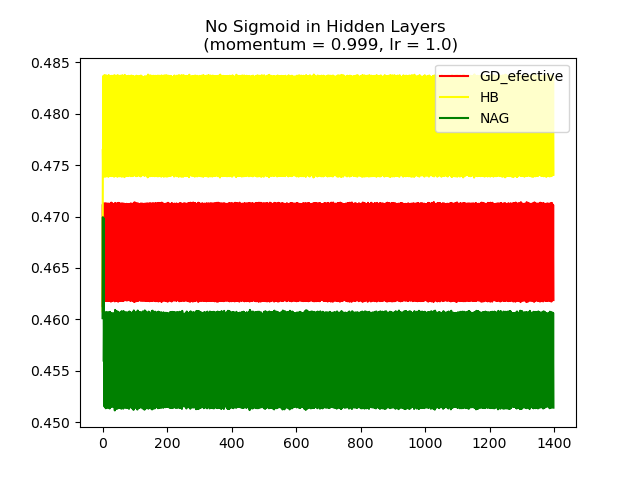 No Sigmoid in Hidden Layers
(momentum = 0.999, lr = 1.0)
GD_efective
HB
NAG
0.485
0.480
0.475
0.470
0.465
0.460
0.455
0.450
0 200 400 600 800 1000 1200 1400